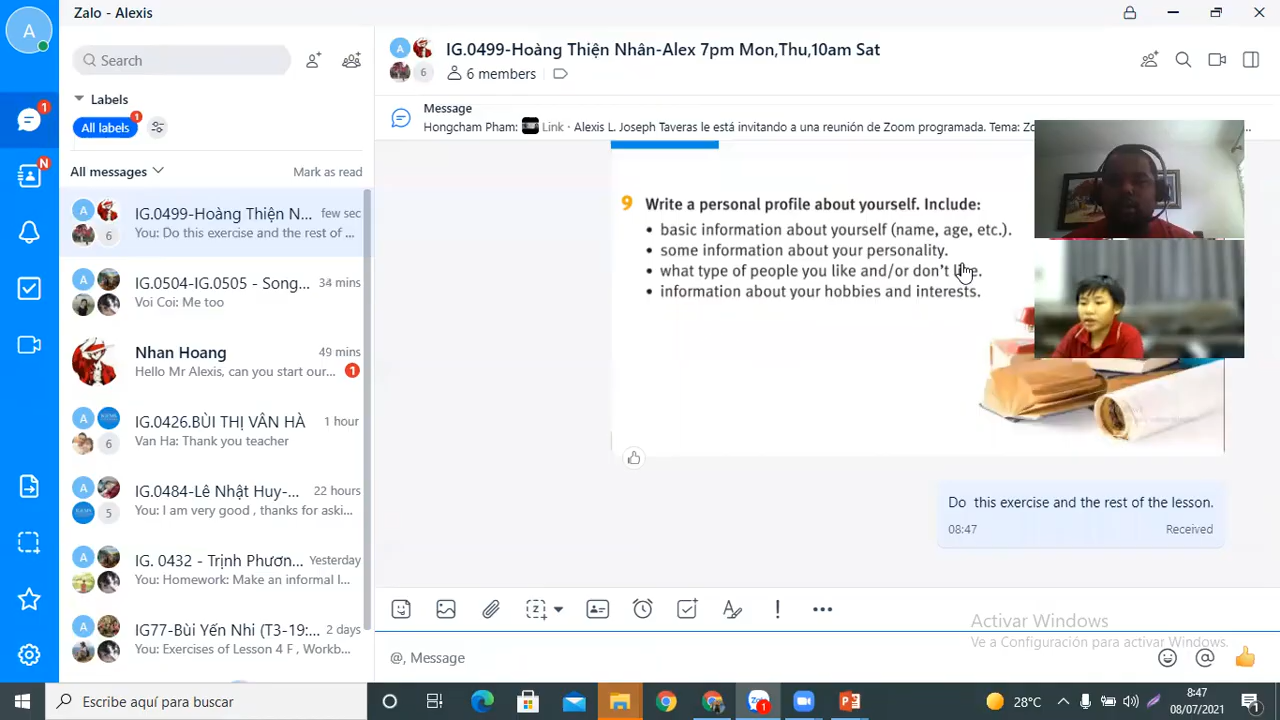 Zalo - Alexis
A
Search
Labels
1
All labels
1
N
All messages
Mark as read
A
6
IG.0499-Hoàng Thiện N...
few sec
You: Do this exercise and the rest of ...
A
IG.0504-IG.0505 - Song...
34 mins
Voi Coi: Me too
Nhan Hoang
49 mins
Hello Mr Alexis, can you start our...
1
A
6
IG.0426.BÙI THỊ VÂN HÀ
1 hour
Van Ha: Thank you teacher
A
5
IG.0484-Lê Nhật Huy-...
22 hours
You: I am very good , thanks for aski...
A
IG. 0432 - Trịnh Phươn...
Yesterday
You: Homework: Make an informal l...
A
IG77-Bùi Yến Nhi (T3-19:...
2 days
You: Exercises of Lesson 4 F , Workb...
A
6
IG.0499-Hoàng Thiện Nhân-Alex 7pm Mon,Thu,10am Sat
6 members
Message
Hongcham Pham: Link · Alexis L. Joseph Taveras le está invitando a una reunión de Zoom programada. Tema: Zo
9 Write a personal profile about yourself. Include:
• basic information about yourself (name, age, etc.).
• some information about your personality.
• what type of people you like and/or don't like.
• information about your hobbies and interests.
Do this exercise and the rest of the lesson.
08:47
Received
Activar Windows
Ve a Configuración para activar Windows.
@, Message
Escribe aquí para buscar
1
28°C
8:47
08/07/2021
1